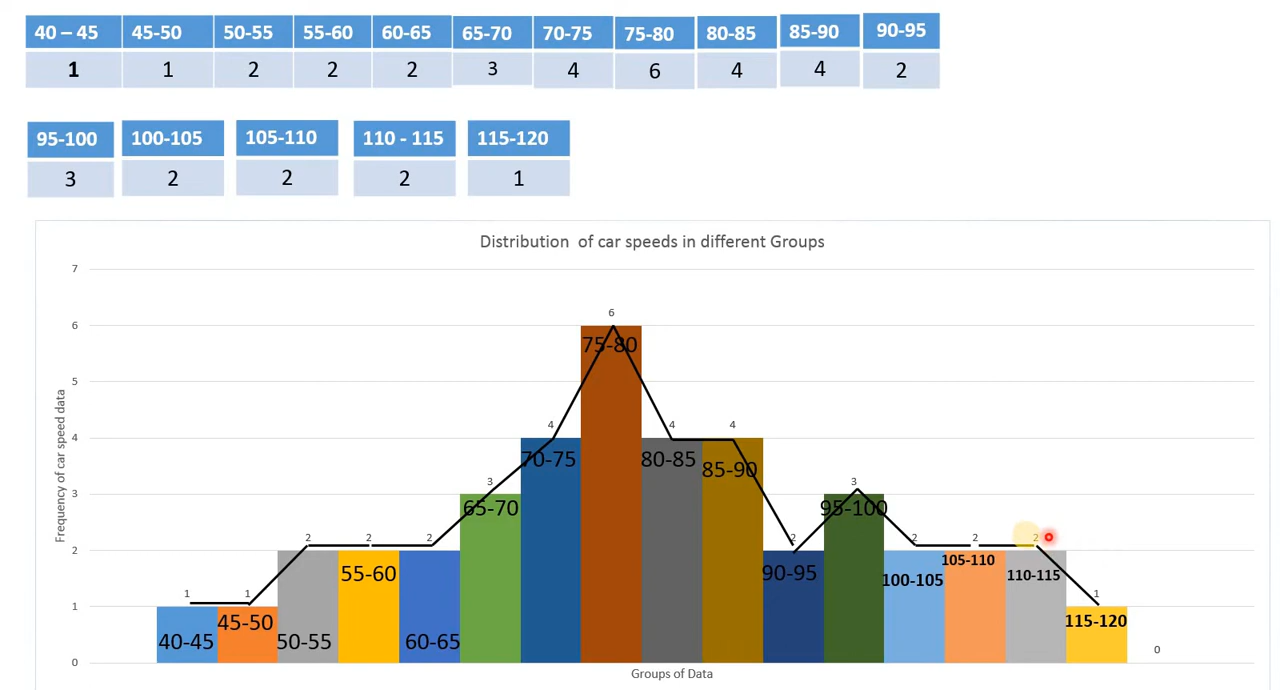 40 – 45 45-50 50-55 55-60 60-65 65-70 70-75 75-80 80-85 85-90 90-95
1 1 2 2 2 3 4 6 4 4 2
95-100 100-105 105-110 110 - 115 115-120
3 2 2 2 1
Distribution of car speeds in different Groups
7
6
5
4
3
2
1
0
Frequency of car speed data
1 1 2 2 2 3 4 6 4 4 2 3 2 2 2 1 0
40-45 45-50 50-55 55-60 60-65 65-70 70-75 75-80 80-85 85-90 90-95 95-100 100-105 105-110 110-115 115-120
Groups of Data